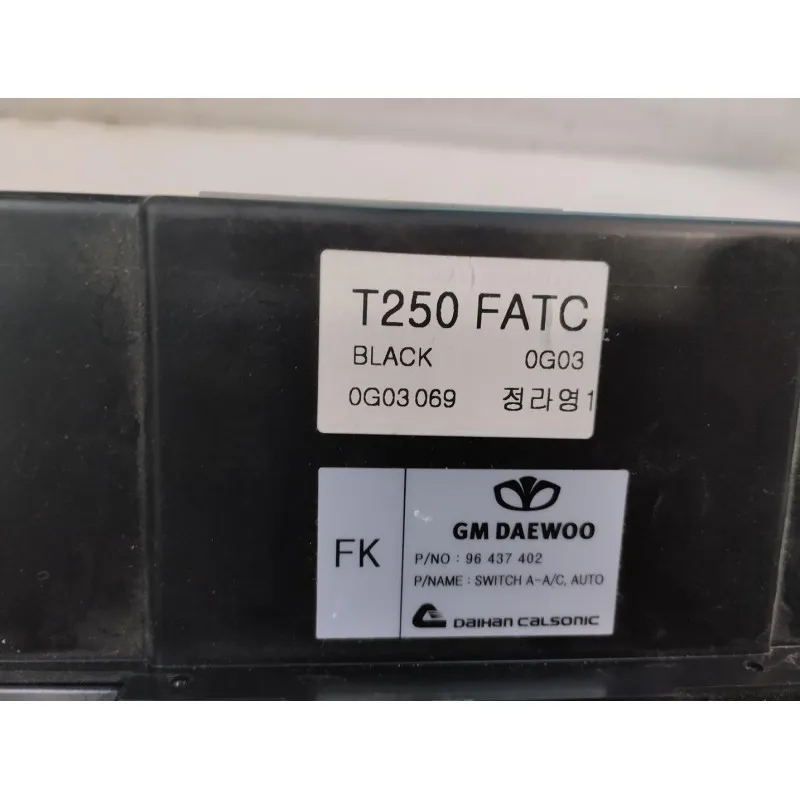 T250 FATC
BLACK 0G03
0G03 069 정라영1
FK
GM DAEWOO
P/NO : 96 437 402
P/NAME : SWITCH A-A/C, AUTO
DAIHAN CALSONIC